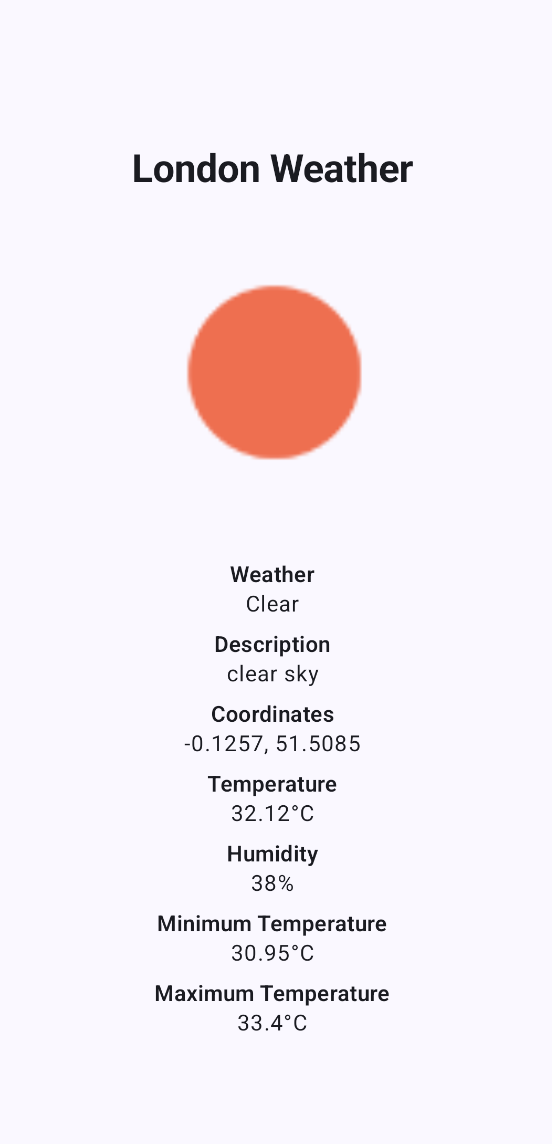 London Weather
Weather
Clear
Description
clear sky
Coordinates
-0.1257, 51.5085
Temperature
32.12°C
Humidity
38%
Minimum Temperature
30.95°C
Maximum Temperature
33.4°C